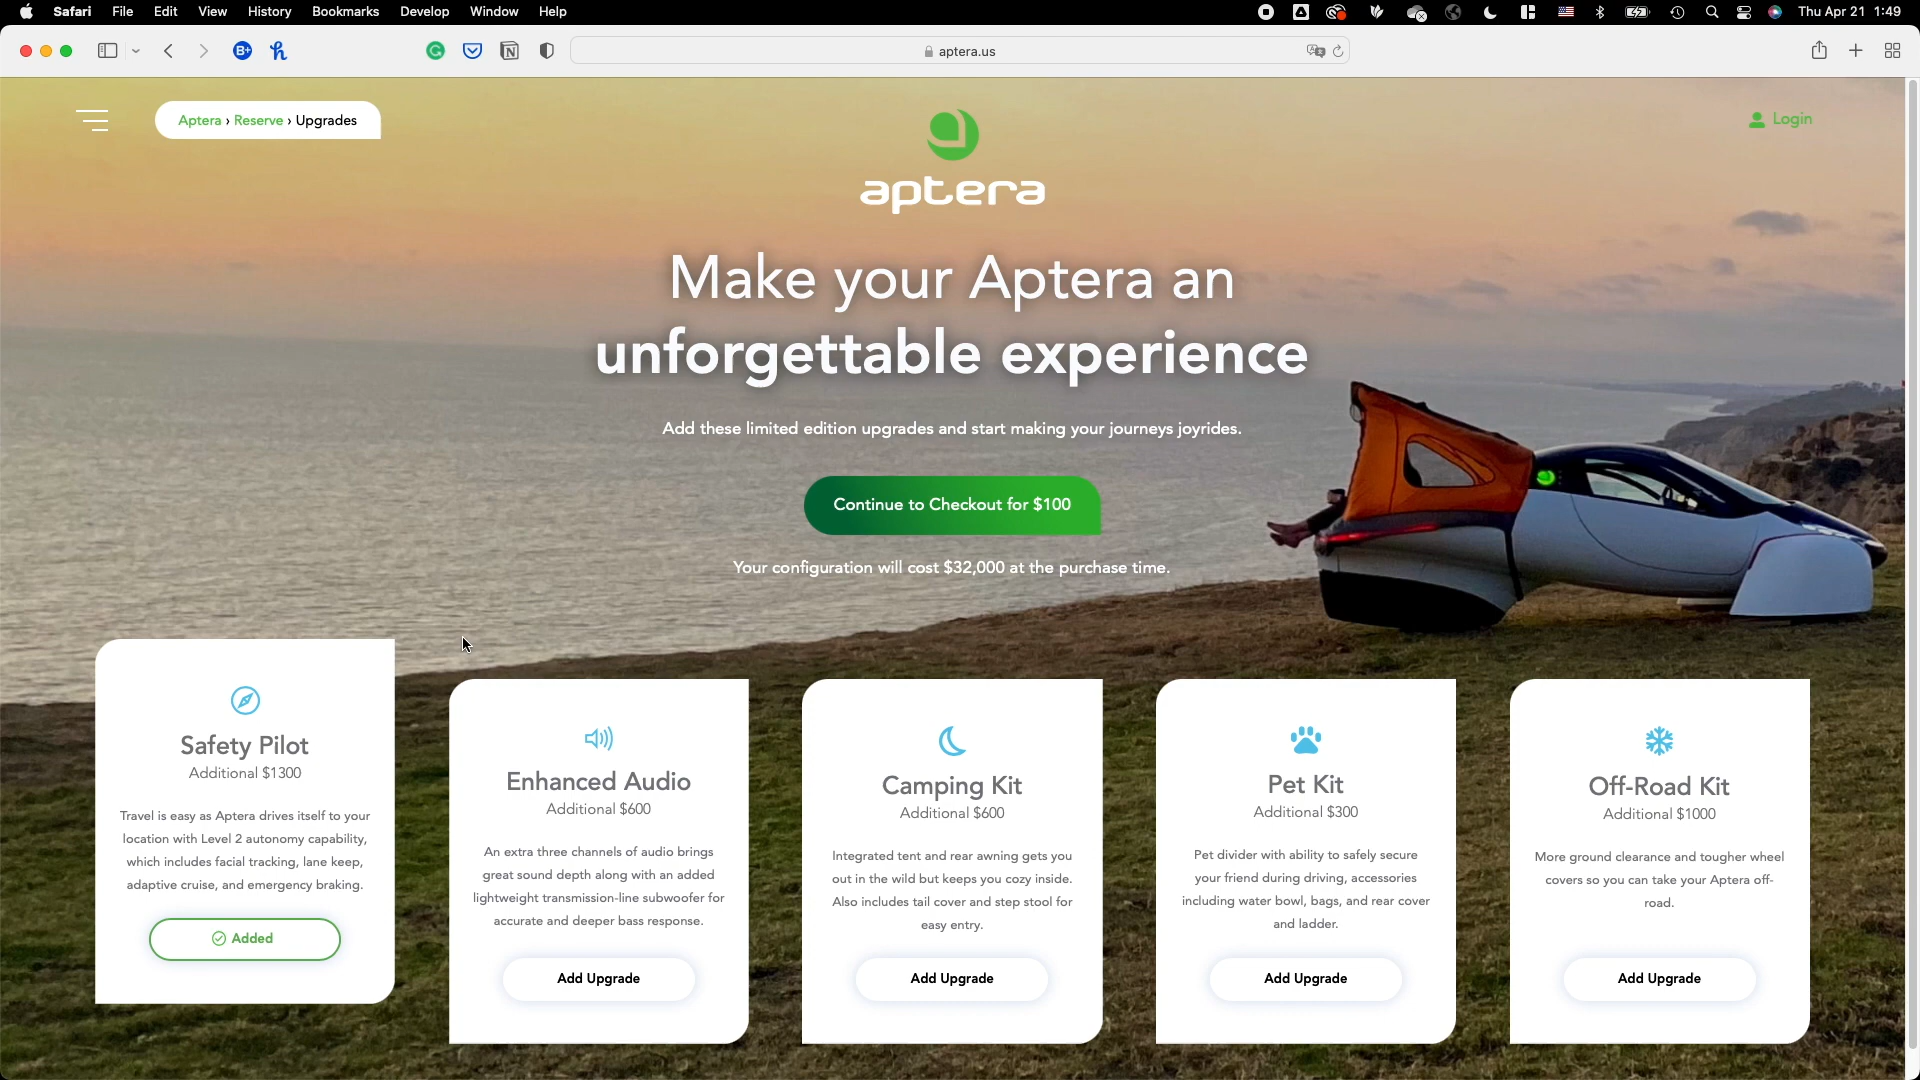 Safari File Edit View History Bookmarks Develop Window Help Thu Apr 21 1:49
aptera.us
Aptera › Reserve › Upgrades
Login
aptera
Make your Aptera an
unforgettable experience
Add these limited edition upgrades and start making your journeys joyrides.
Continue to Checkout for $100
Your configuration will cost $32,000 at the purchase time.
Safety Pilot
Additional $1300
Travel is easy as Aptera drives itself to your
location with Level 2 autonomy capability,
which includes facial tracking, lane keep,
adaptive cruise, and emergency braking.
Added
Enhanced Audio
Additional $600
An extra three channels of audio brings
great sound depth along with an added
lightweight transmission-line subwoofer for
accurate and deeper bass response.
Add Upgrade
Camping Kit
Additional $600
Integrated tent and rear awning gets you
out in the wild but keeps you cozy inside.
Also includes tail cover and step stool for
easy entry.
Add Upgrade
Pet Kit
Additional $300
Pet divider with ability to safely secure
your friend during driving, accessories
including water bowl, bags, and rear cover
and ladder.
Add Upgrade
Off-Road Kit
Additional $1000
More ground clearance and tougher wheel
covers so you can take your Aptera off-
road.
Add Upgrade